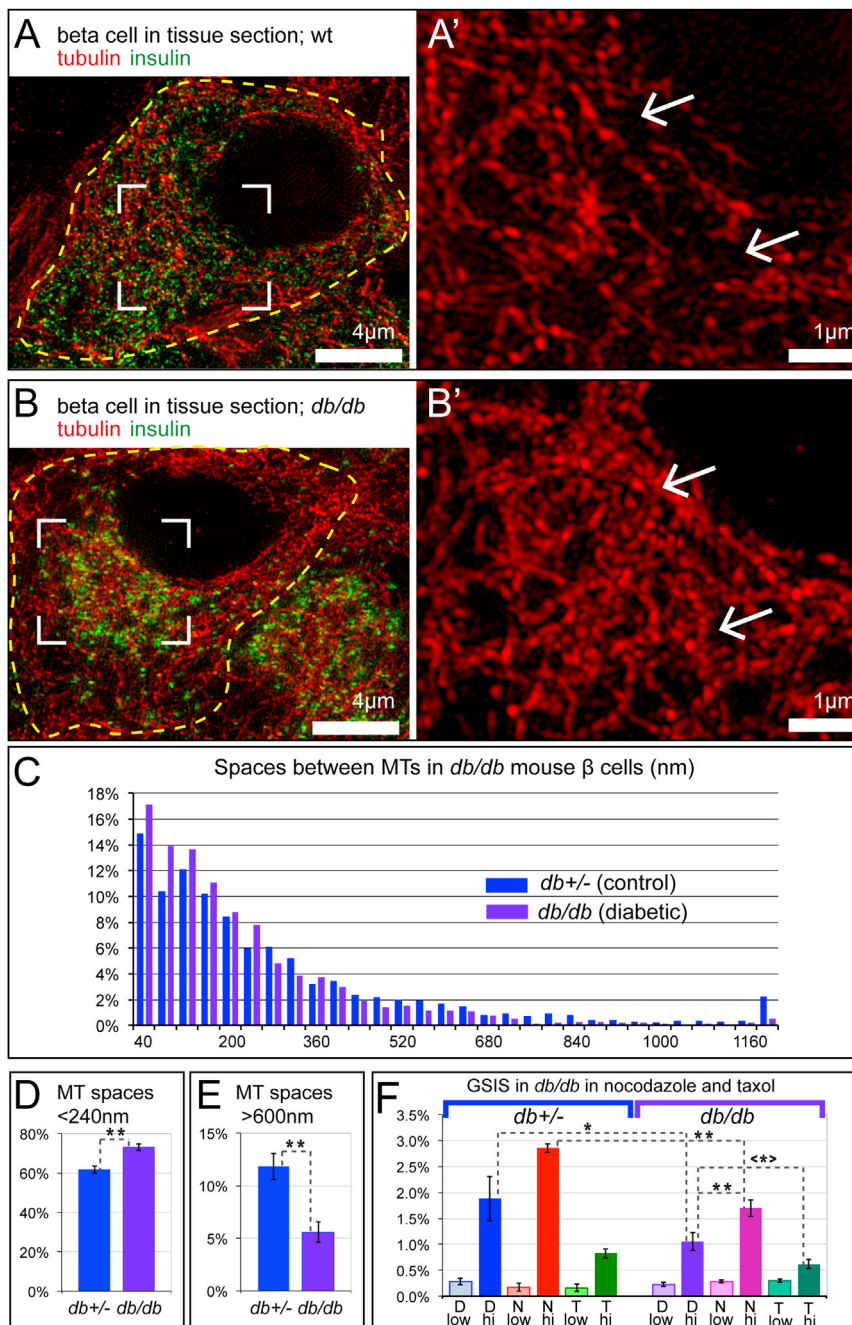 A beta cell in tissue section; wt
tubulin insulin
4µm
A'
1µm
B beta cell in tissue section; db/db
tubulin insulin
4µm
B'
1µm
C Spaces between MTs in db/db mouse β cells (nm)
18%
16%
14%
12%
10%
8%
6%
4%
2%
0%
db+/- (control)
db/db (diabetic)
40 200 360 520 680 840 1000 1160
D MT spaces
<240nm
80%
60%
40%
20%
0%
**
db+/- db/db
E MT spaces
>600nm
15%
10%
5%
0%
**
db+/- db/db
F GSIS in db/db in nocodazole and taxol
db+/- db/db
3.5%
3.0%
2.5%
2.0%
1.5%
1.0%
0.5%
0.0%
* ** <*>
**
D D N N T T D D N N T T
low hi low hi low hi low hi low hi low hi